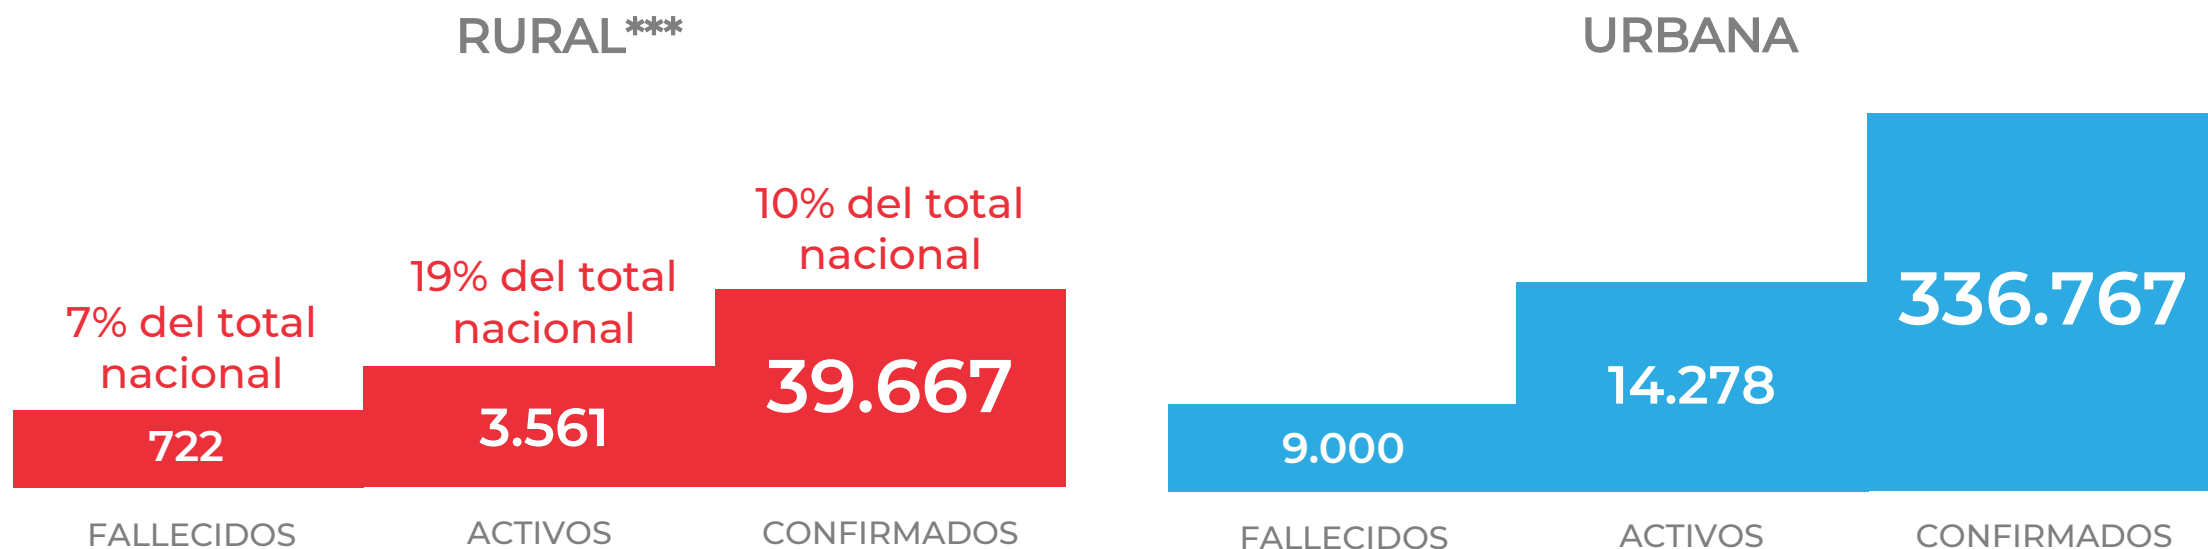 RURAL***
7% del total
nacional
19% del total
nacional
10% del total
nacional
722
3.561
39.667
FALLECIDOS
ACTIVOS
CONFIRMADOS
URBANA
9.000
14.278
336.767
FALLECIDOS
ACTIVOS
CONFIRMADOS